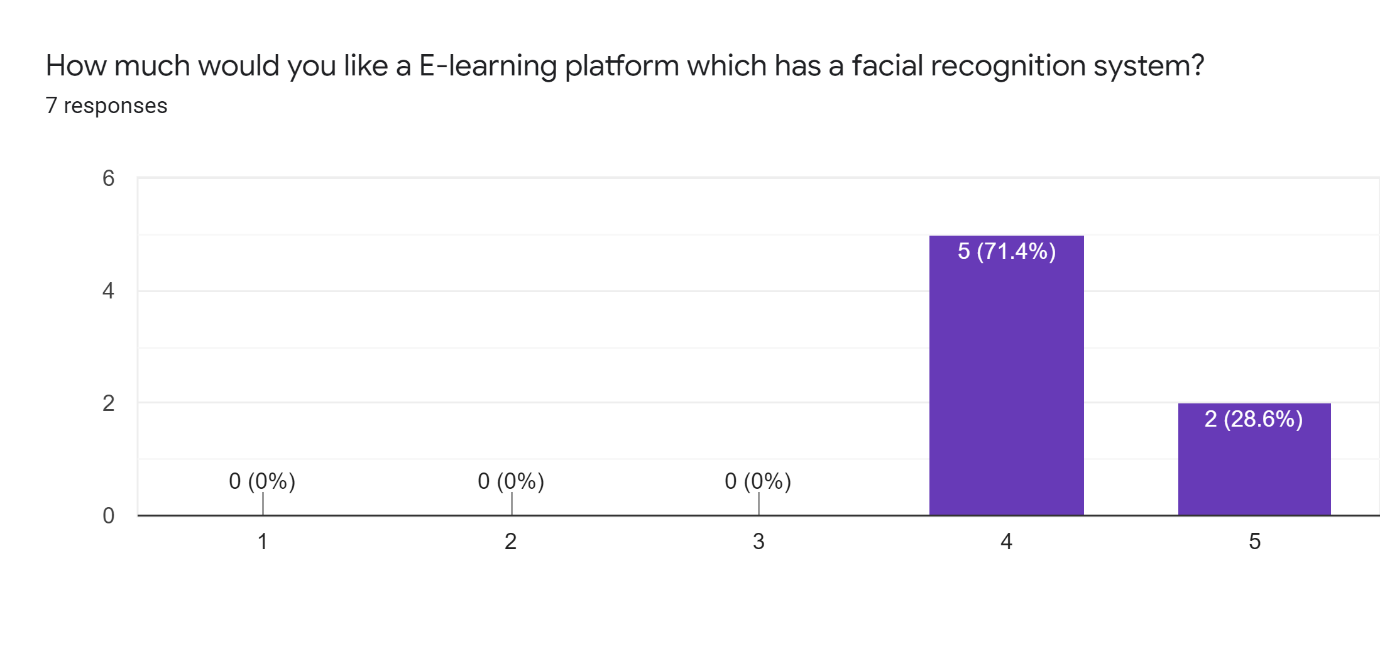 How much would you like a E-learning platform which has a facial recognition system?
7 responses
6
5 (71.4%)
4
2
2 (28.6%)
0 (0%) 0 (0%) 0 (0%)
0
1 2 3 4 5